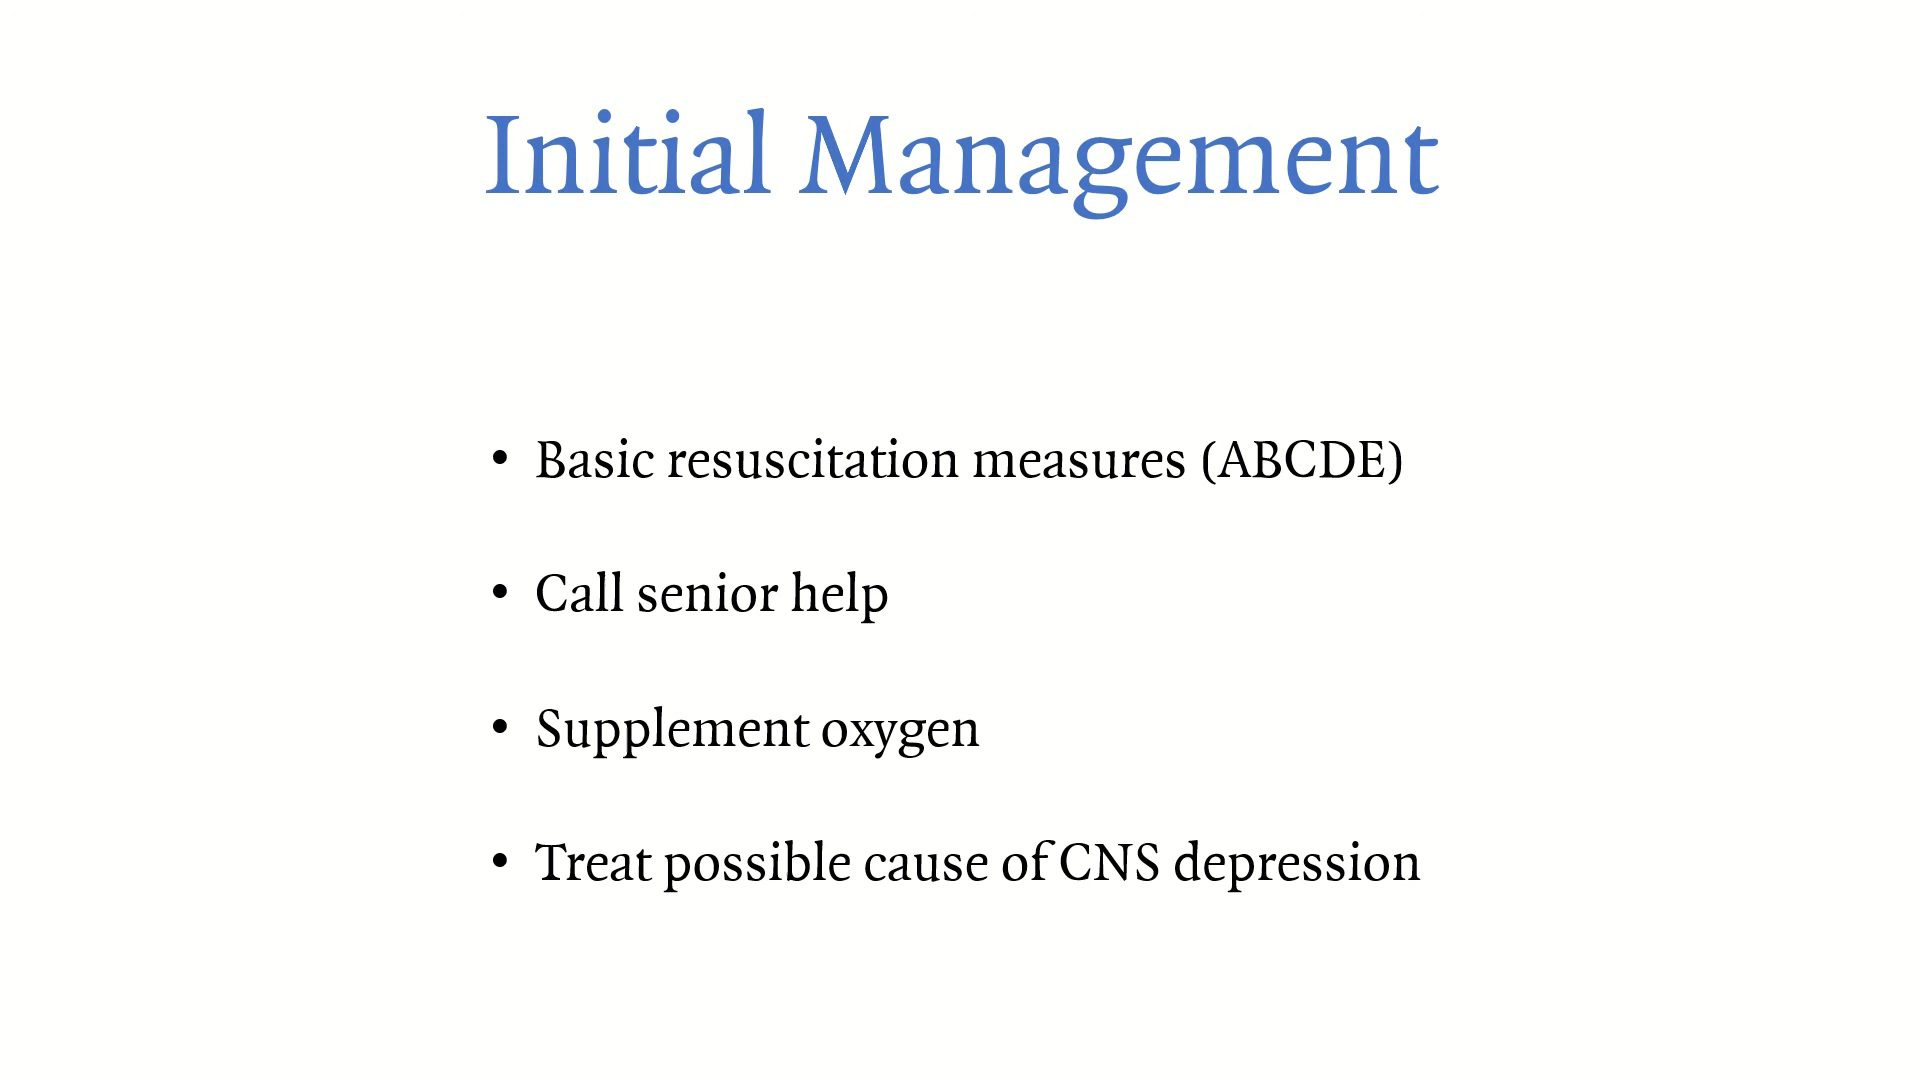 Initial Management
• Basic resuscitation measures (ABCDE)
• Call senior help
• Supplement oxygen
• Treat possible cause of CNS depression